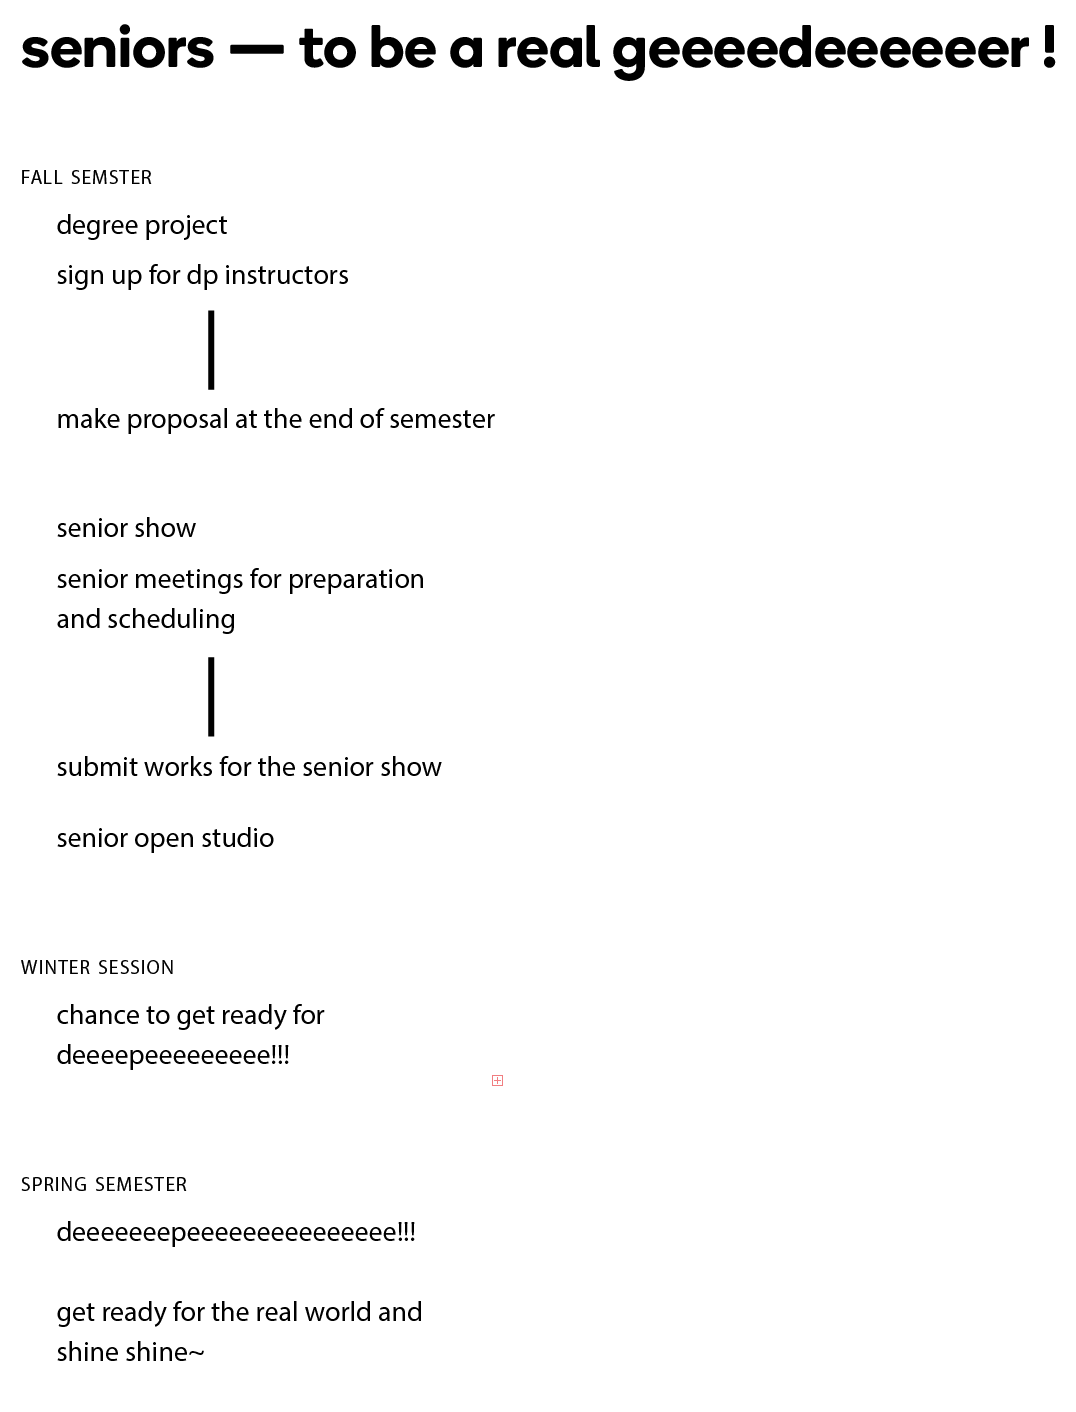 seniors — to be a real geeeedeeeeeer !
FALL SEMSTER
degree project
sign up for dp instructors
make proposal at the end of semester
senior show
senior meetings for preparation
and scheduling
submit works for the senior show
senior open studio
WINTER SESSION
chance to get ready for
deeeepeeeeeeeee!!!
SPRING SEMESTER
deeeeeeepeeeeeeeeeeeeeee!!!
get ready for the real world and
shine shine~